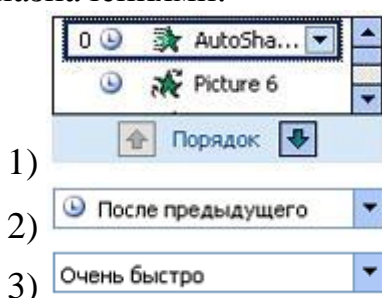 0 AutoSha...
Picture 6
1) Порядок
2) После предыдущего
3) Очень быстро